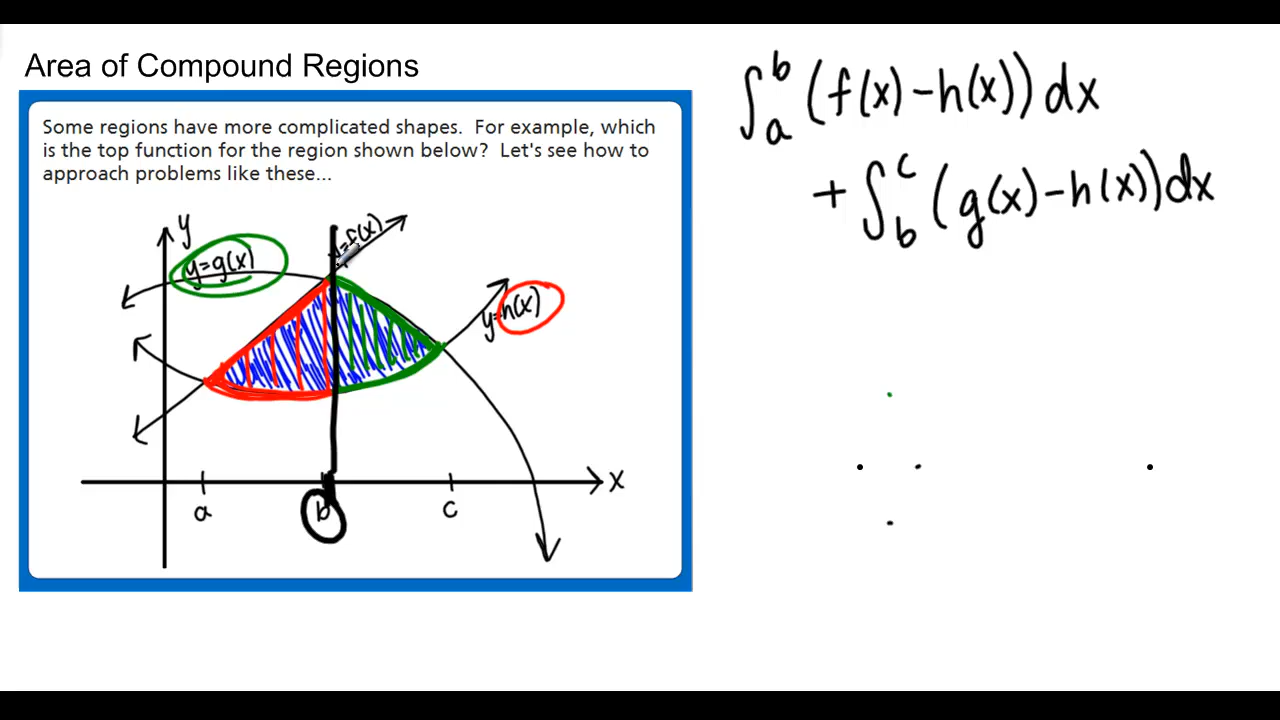 Area of Compound Regions
Some regions have more complicated shapes. For example, which
is the top function for the region shown below? Let's see how to
approach problems like these...
y
y=g(x)
y=f(x)
y=h(x)
x
a
b
c
∫_a^b (f(x)-h(x)) dx
+ ∫_b^c (g(x)-h(x)) dx